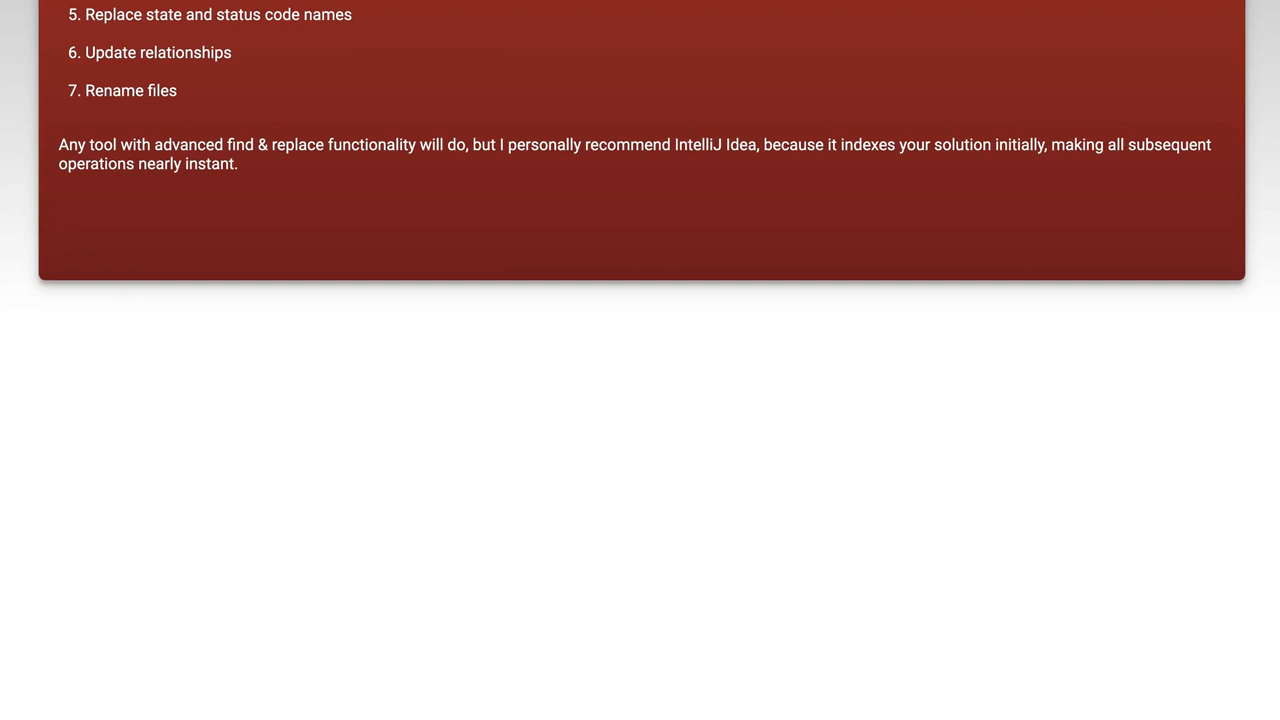 5. Replace state and status code names
6. Update relationships
7. Rename files
Any tool with advanced find & replace functionality will do, but I personally recommend IntelliJ Idea, because it indexes your solution initially, making all subsequent
operations nearly instant.